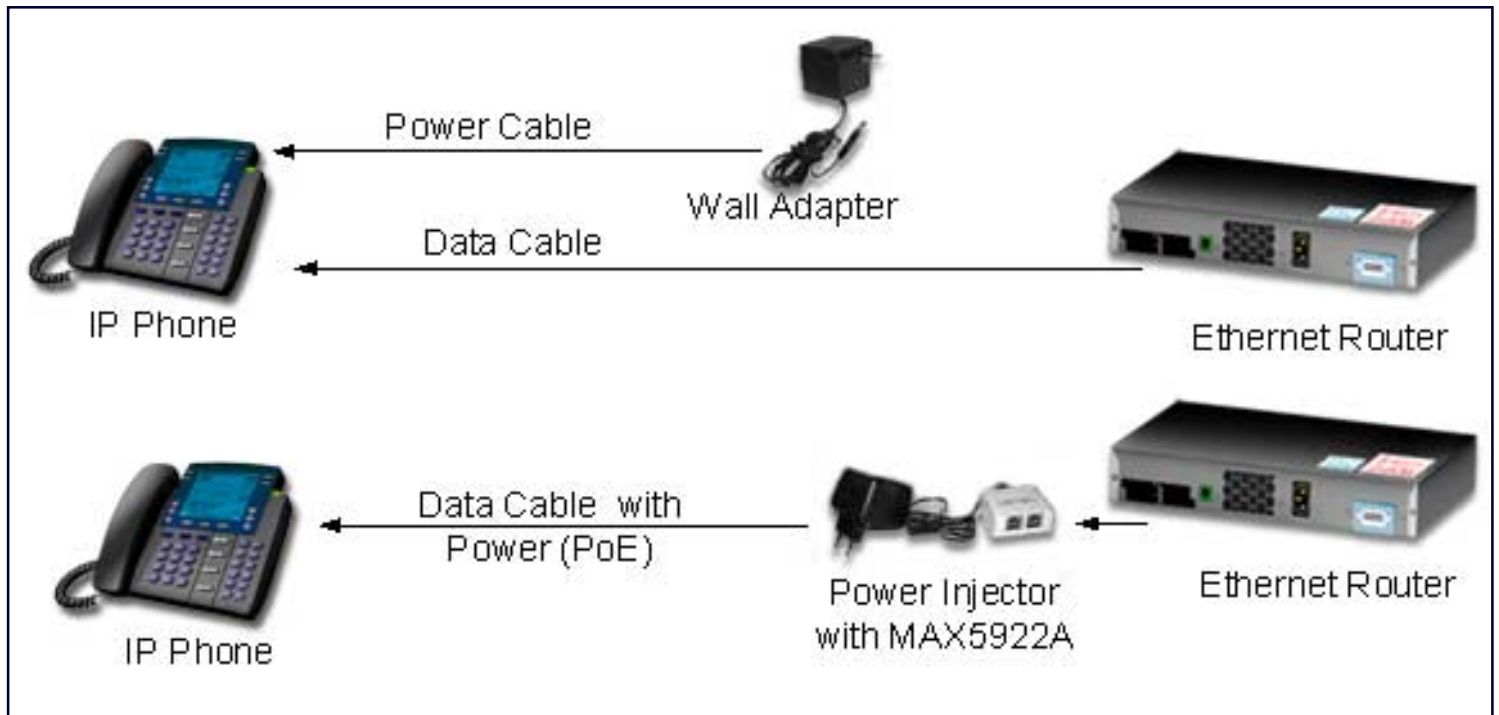 Power Cable
Wall Adapter
Data Cable
IP Phone
Ethernet Router
Data Cable with
Power (PoE)
Power Injector
with MAX5922A
Ethernet Router
IP Phone